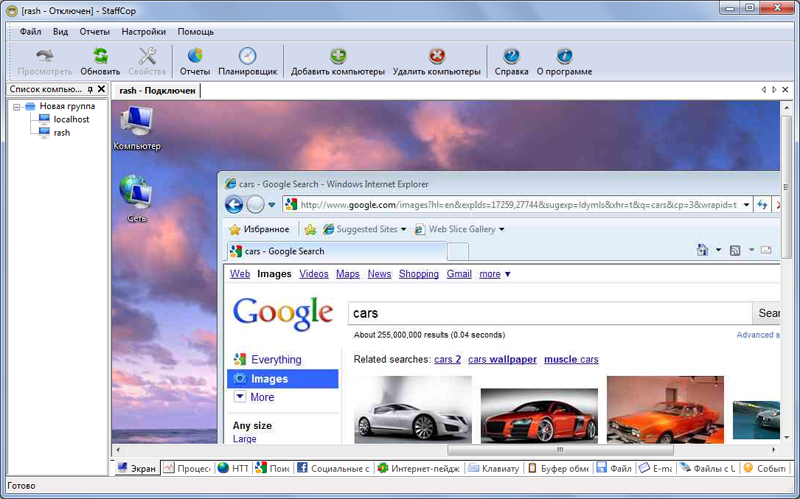 [rash - Отключен] - StaffCop
Файл Вид Отчеты Настройки Помощь
Просмотреть Обновить Свойства Отчеты Планировщик Добавить компьютеры Удалить компьютеры Справка О программе
Список компью...
rash - Подключен
Новая группа
localhost
rash
Компьютер
Сеть
cars - Google Search - Windows Internet Explorer
http://www.google.com/images?hl=en&expIds=17259,27744&sugexp=ldymls&xhr=t&q=cars&cp=3&wrapid=t
Избранное Suggested Sites Web Slice Gallery
cars - Google Search
Web Images Videos Maps News Shopping Gmail more
Google cars Sear
About 255,000,000 results (0.04 seconds) Advanced s
Everything Related searches: cars 2 cars wallpaper muscle cars
Images
More
Any size
Large
Экран Процес HTT Поис Социальные с Интернет-пейдж Клавиату Буфер обме Файл E-ma Файлы с U Событи
Готово